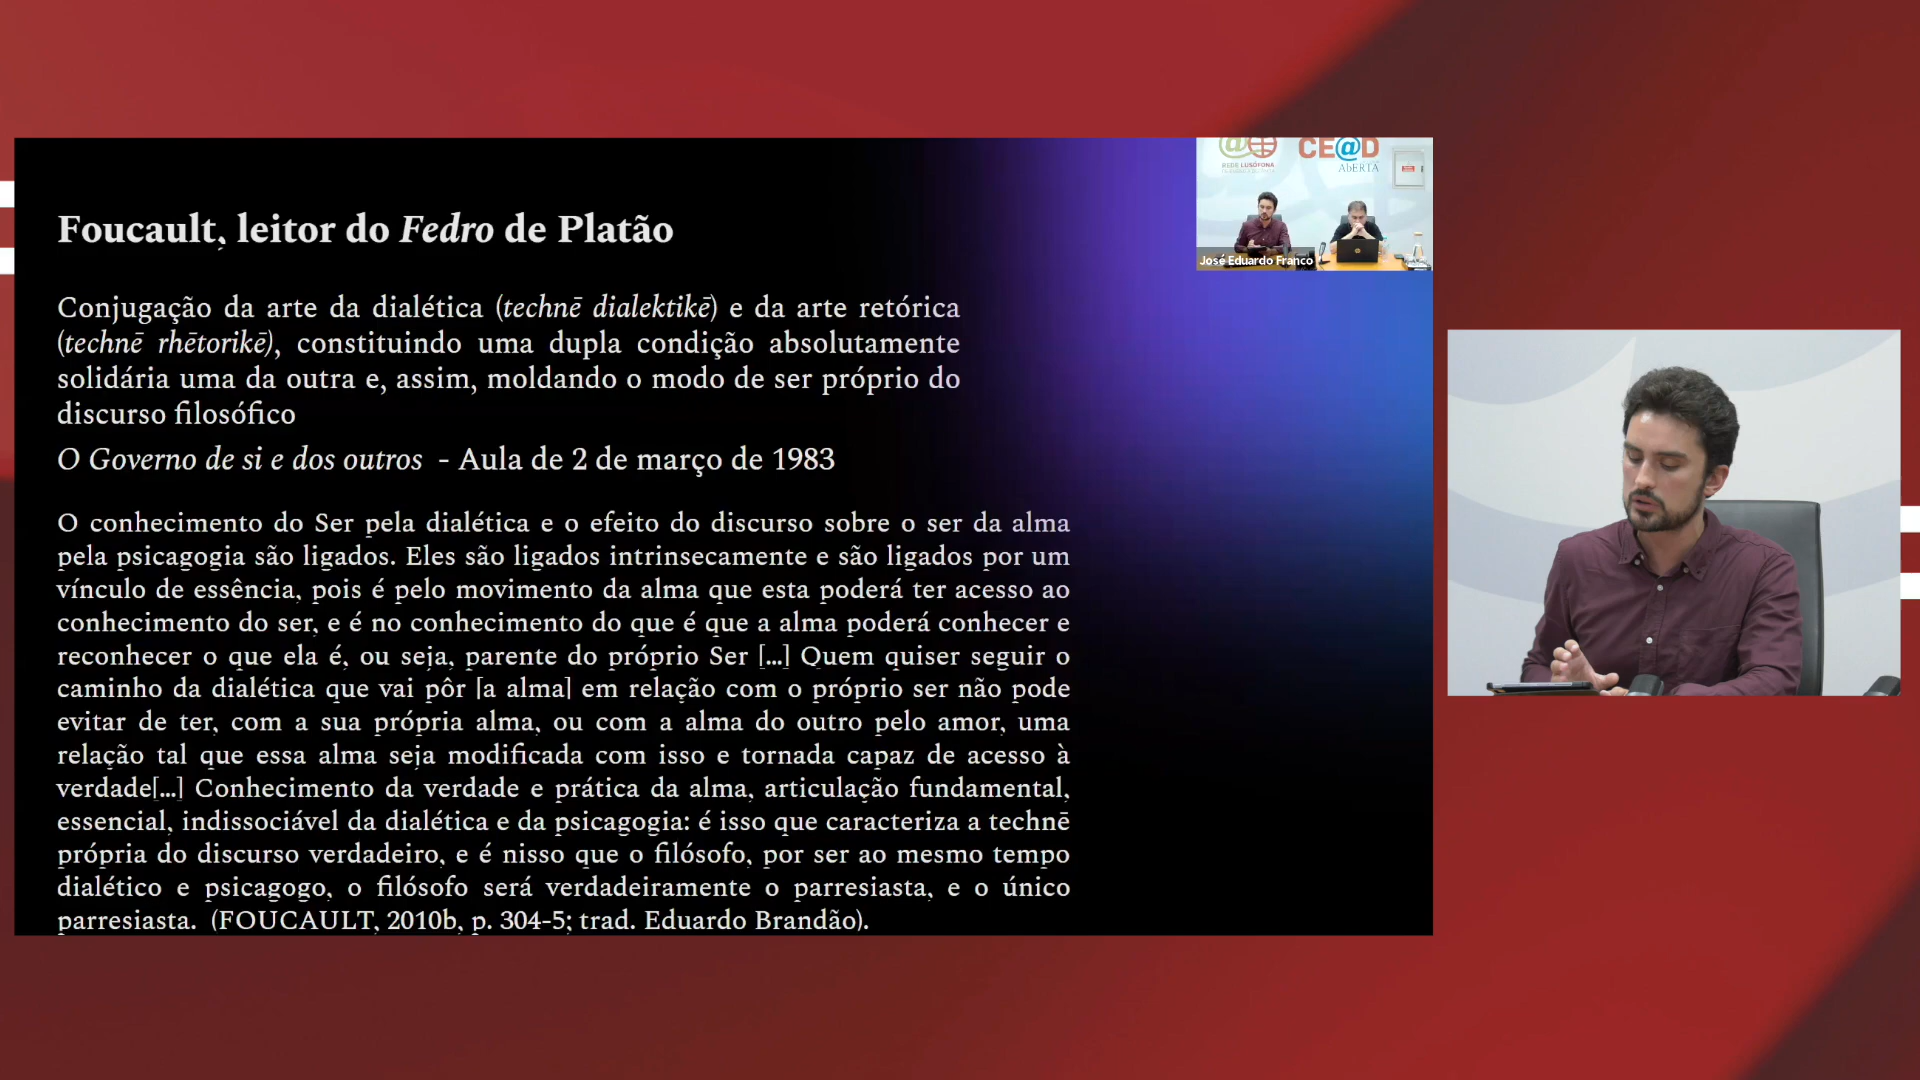 Foucault, leitor do Fedro de Platão
Conjugação da arte da dialética (technē dialektikē) e da arte retórica
(technē rhētorikē), constituindo uma dupla condição absolutamente
solidária uma da outra e, assim, moldando o modo de ser próprio do
discurso filosófico
O Governo de si e dos outros - Aula de 2 de março de 1983
O conhecimento do Ser pela dialética e o efeito do discurso sobre o ser da alma
pela psicagogia são ligados. Eles são ligados intrinsecamente e são ligados por um
vínculo de essência, pois é pelo movimento da alma que esta poderá ter acesso ao
conhecimento do ser, e é no conhecimento do que é que a alma poderá conhecer e
reconhecer o que ela é, ou seja, parente do próprio Ser [...] Quem quiser seguir o
caminho da dialética que vai pôr [a alma] em relação com o próprio ser não pode
evitar de ter, com a sua própria alma, ou com a alma do outro pelo amor, uma
relação tal que essa alma seja modificada com isso e tornada capaz de acesso à
verdade[...] Conhecimento da verdade e prática da alma, articulação fundamental,
essencial, indissociável da dialética e da psicagogia: é isso que caracteriza a technē
própria do discurso verdadeiro, e é nisso que o filósofo, por ser ao mesmo tempo
dialético e psicagogo, o filósofo será verdadeiramente o parresiasta, e o único
parresiasta. (FOUCAULT, 2010b, p. 304-5; trad. Eduardo Brandão).
@
REDE LUSÓFONA
CE@D
AbERTA
José Eduardo Franco